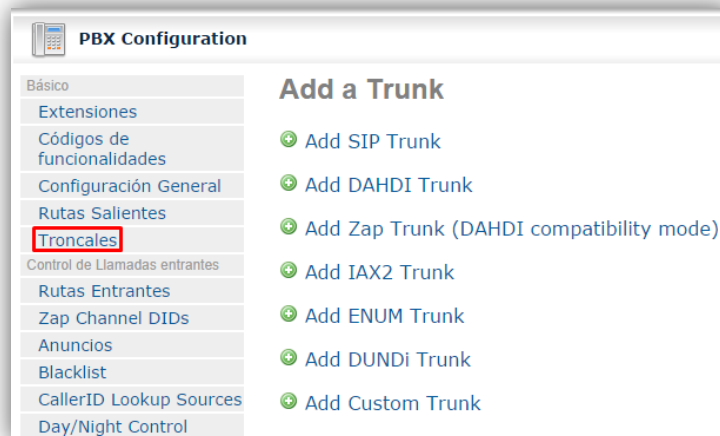 PBX Configuration
Básico
Extensiones
Códigos de
funcionalidades
Configuración General
Rutas Salientes
Troncales
Control de Llamadas entrantes
Rutas Entrantes
Zap Channel DIDs
Anuncios
Blacklist
CallerID Lookup Sources
Day/Night Control
Add a Trunk
Add SIP Trunk
Add DAHDI Trunk
Add Zap Trunk (DAHDI compatibility mode)
Add IAX2 Trunk
Add ENUM Trunk
Add DUNDi Trunk
Add Custom Trunk